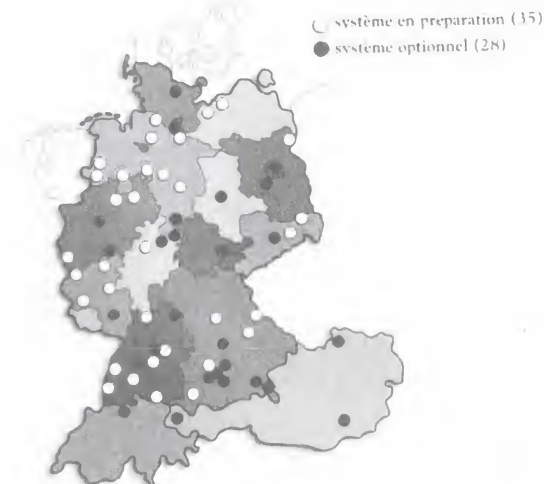 système en preparation (35)
système optionnel (28)